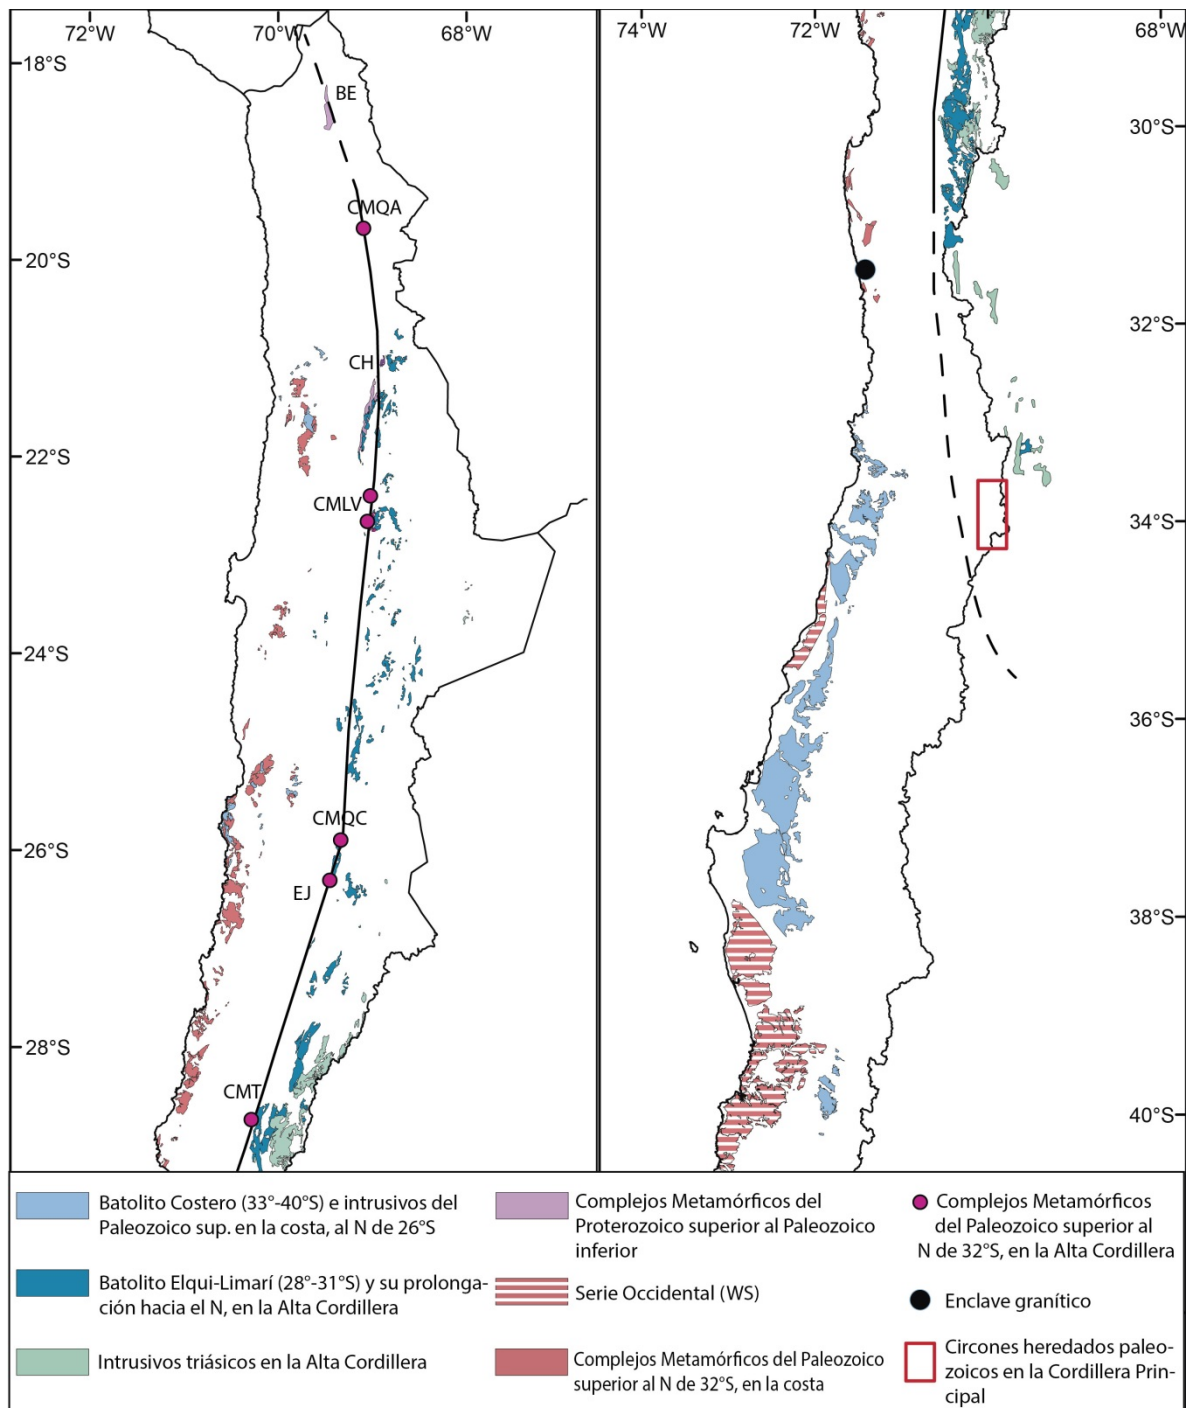 72°W
70°W
68°W
18°S
BE
CMQA
20°S
CH
22°S
CMLV
24°S
CMQC
26°S
EJ
28°S
CMT
74°W
72°W
68°W
30°S
32°S
34°S
36°S
38°S
40°S
Batolito Costero (33°-40°S) e intrusivos del
Paleozoico sup. en la costa, al N de 26°S
Batolito Elqui-Limarí (28°-31°S) y su prolonga-
ción hacia el N, en la Alta Cordillera
Intrusivos triásicos en la Alta Cordillera
Complejos Metamórficos del
Proterozoico superior al Paleozoico
inferior
Serie Occidental (WS)
Complejos Metamórficos del Paleozoico
superior al N de 32°S, en la costa
Complejos Metamórficos
del Paleozoico superior al
N de 32°S, en la Alta Cordillera
Enclave granítico
Circones heredados paleo-
zoicos en la Cordillera Prin-
cipal